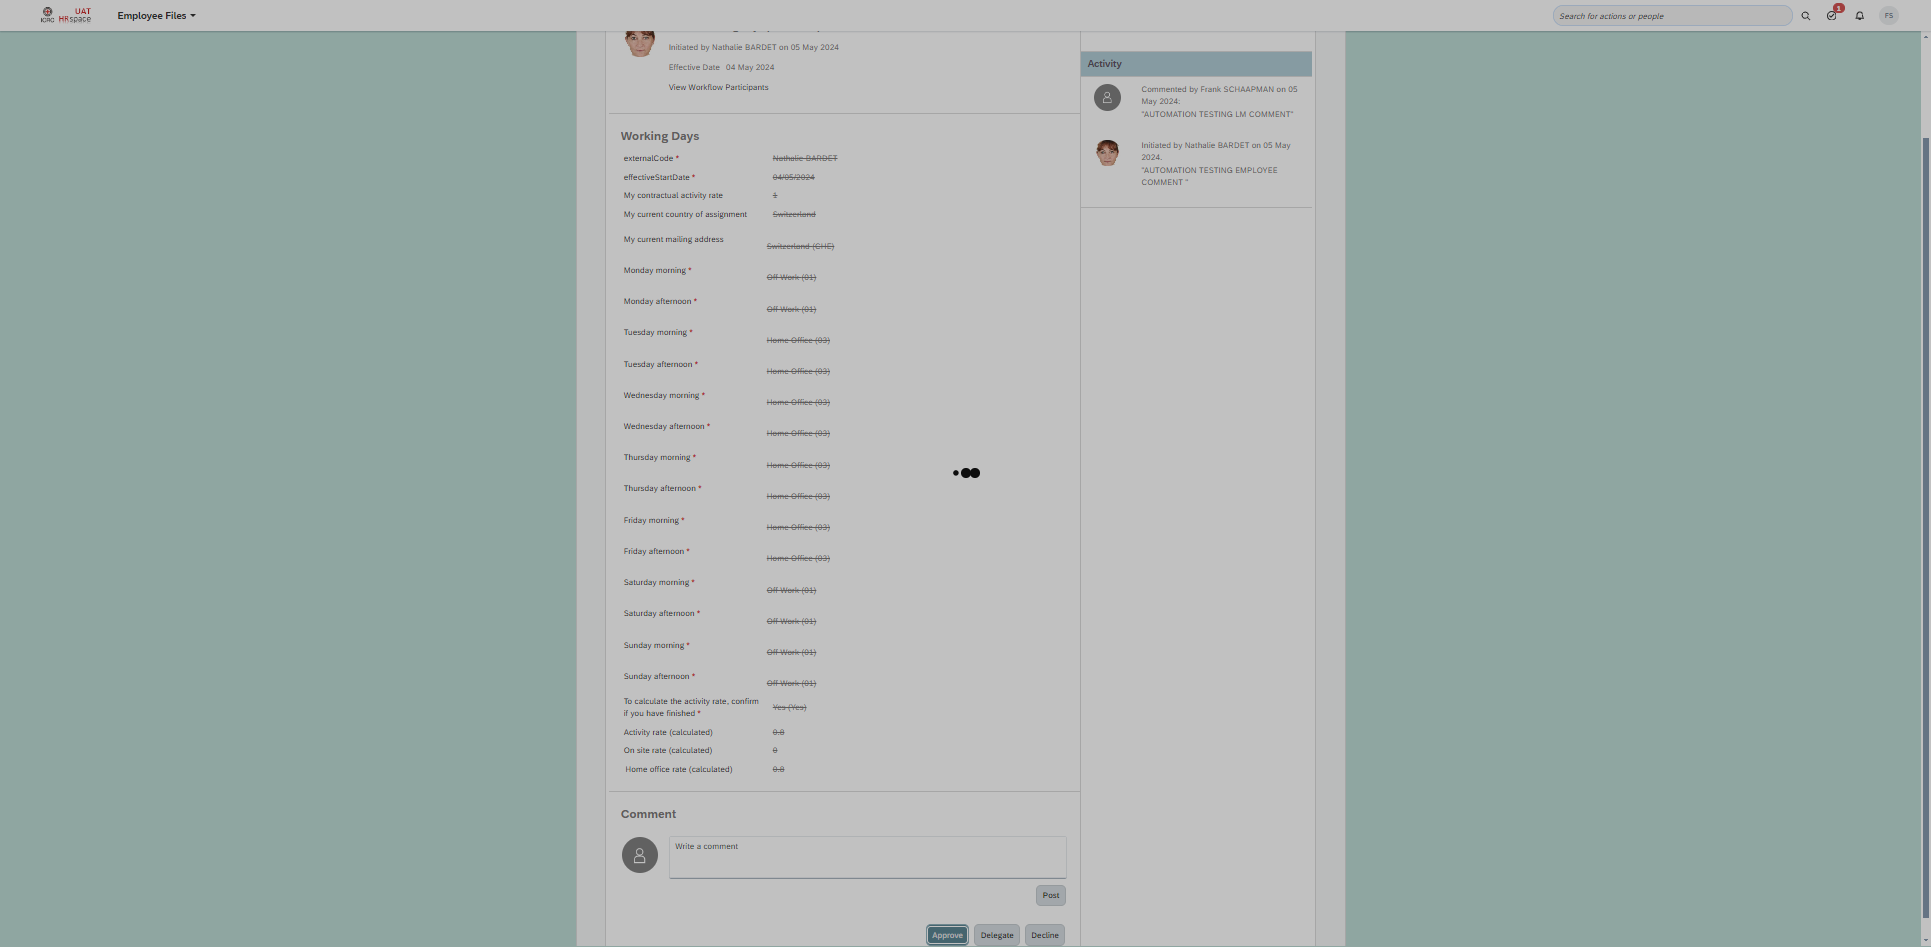 ICRC
UAT
HRspace
Employee Files
Search for actions or people
1
FS
Initiated by Nathalie BARDET on 05 May 2024
Effective Date 04 May 2024
View Workflow Participants
Working Days
externalCode * Nathalie BARDET
effectiveStartDate * 04/05/2024
My contractual activity rate 1
My current country of assignment Switzerland
My current mailing address Switzerland (CHE)
Monday morning * Off Work (01)
Monday afternoon * Off Work (01)
Tuesday morning * Home Office (03)
Tuesday afternoon * Home Office (03)
Wednesday morning * Home Office (03)
Wednesday afternoon * Home Office (03)
Thursday morning * Home Office (03)
Thursday afternoon * Home Office (03)
Friday morning * Home Office (03)
Friday afternoon * Home Office (03)
Saturday morning * Off Work (01)
Saturday afternoon * Off Work (01)
Sunday morning * Off Work (01)
Sunday afternoon * Off Work (01)
To calculate the activity rate, confirm
if you have finished * Yes (Yes)
Activity rate (calculated) 0.8
On site rate (calculated) 0
Home office rate (calculated) 0.8
Comment
Write a comment
Post
Approve Delegate Decline
Activity
Commented by Frank SCHAAPMAN on 05
May 2024:
"AUTOMATION TESTING LM COMMENT"
Initiated by Nathalie BARDET on 05 May
2024.
"AUTOMATION TESTING EMPLOYEE
COMMENT "